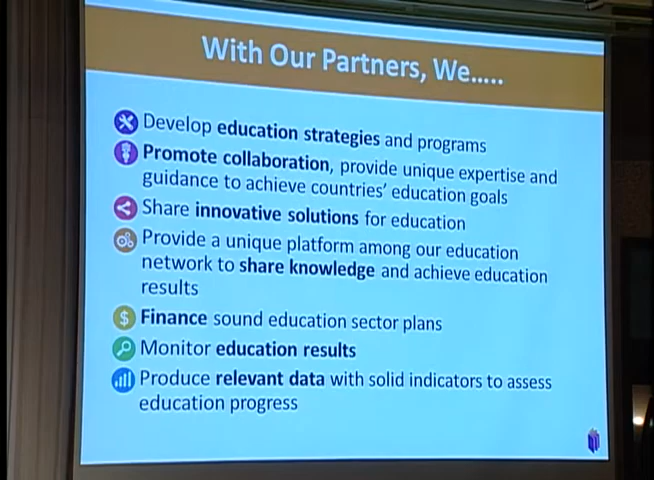 With Our Partners, We.....
Develop education strategies and programs
Promote collaboration, provide unique expertise and
guidance to achieve countries' education goals
Share innovative solutions for education
Provide a unique platform among our education
network to share knowledge and achieve education
results
$ Finance sound education sector plans
Monitor education results
Produce relevant data with solid indicators to assess
education progress